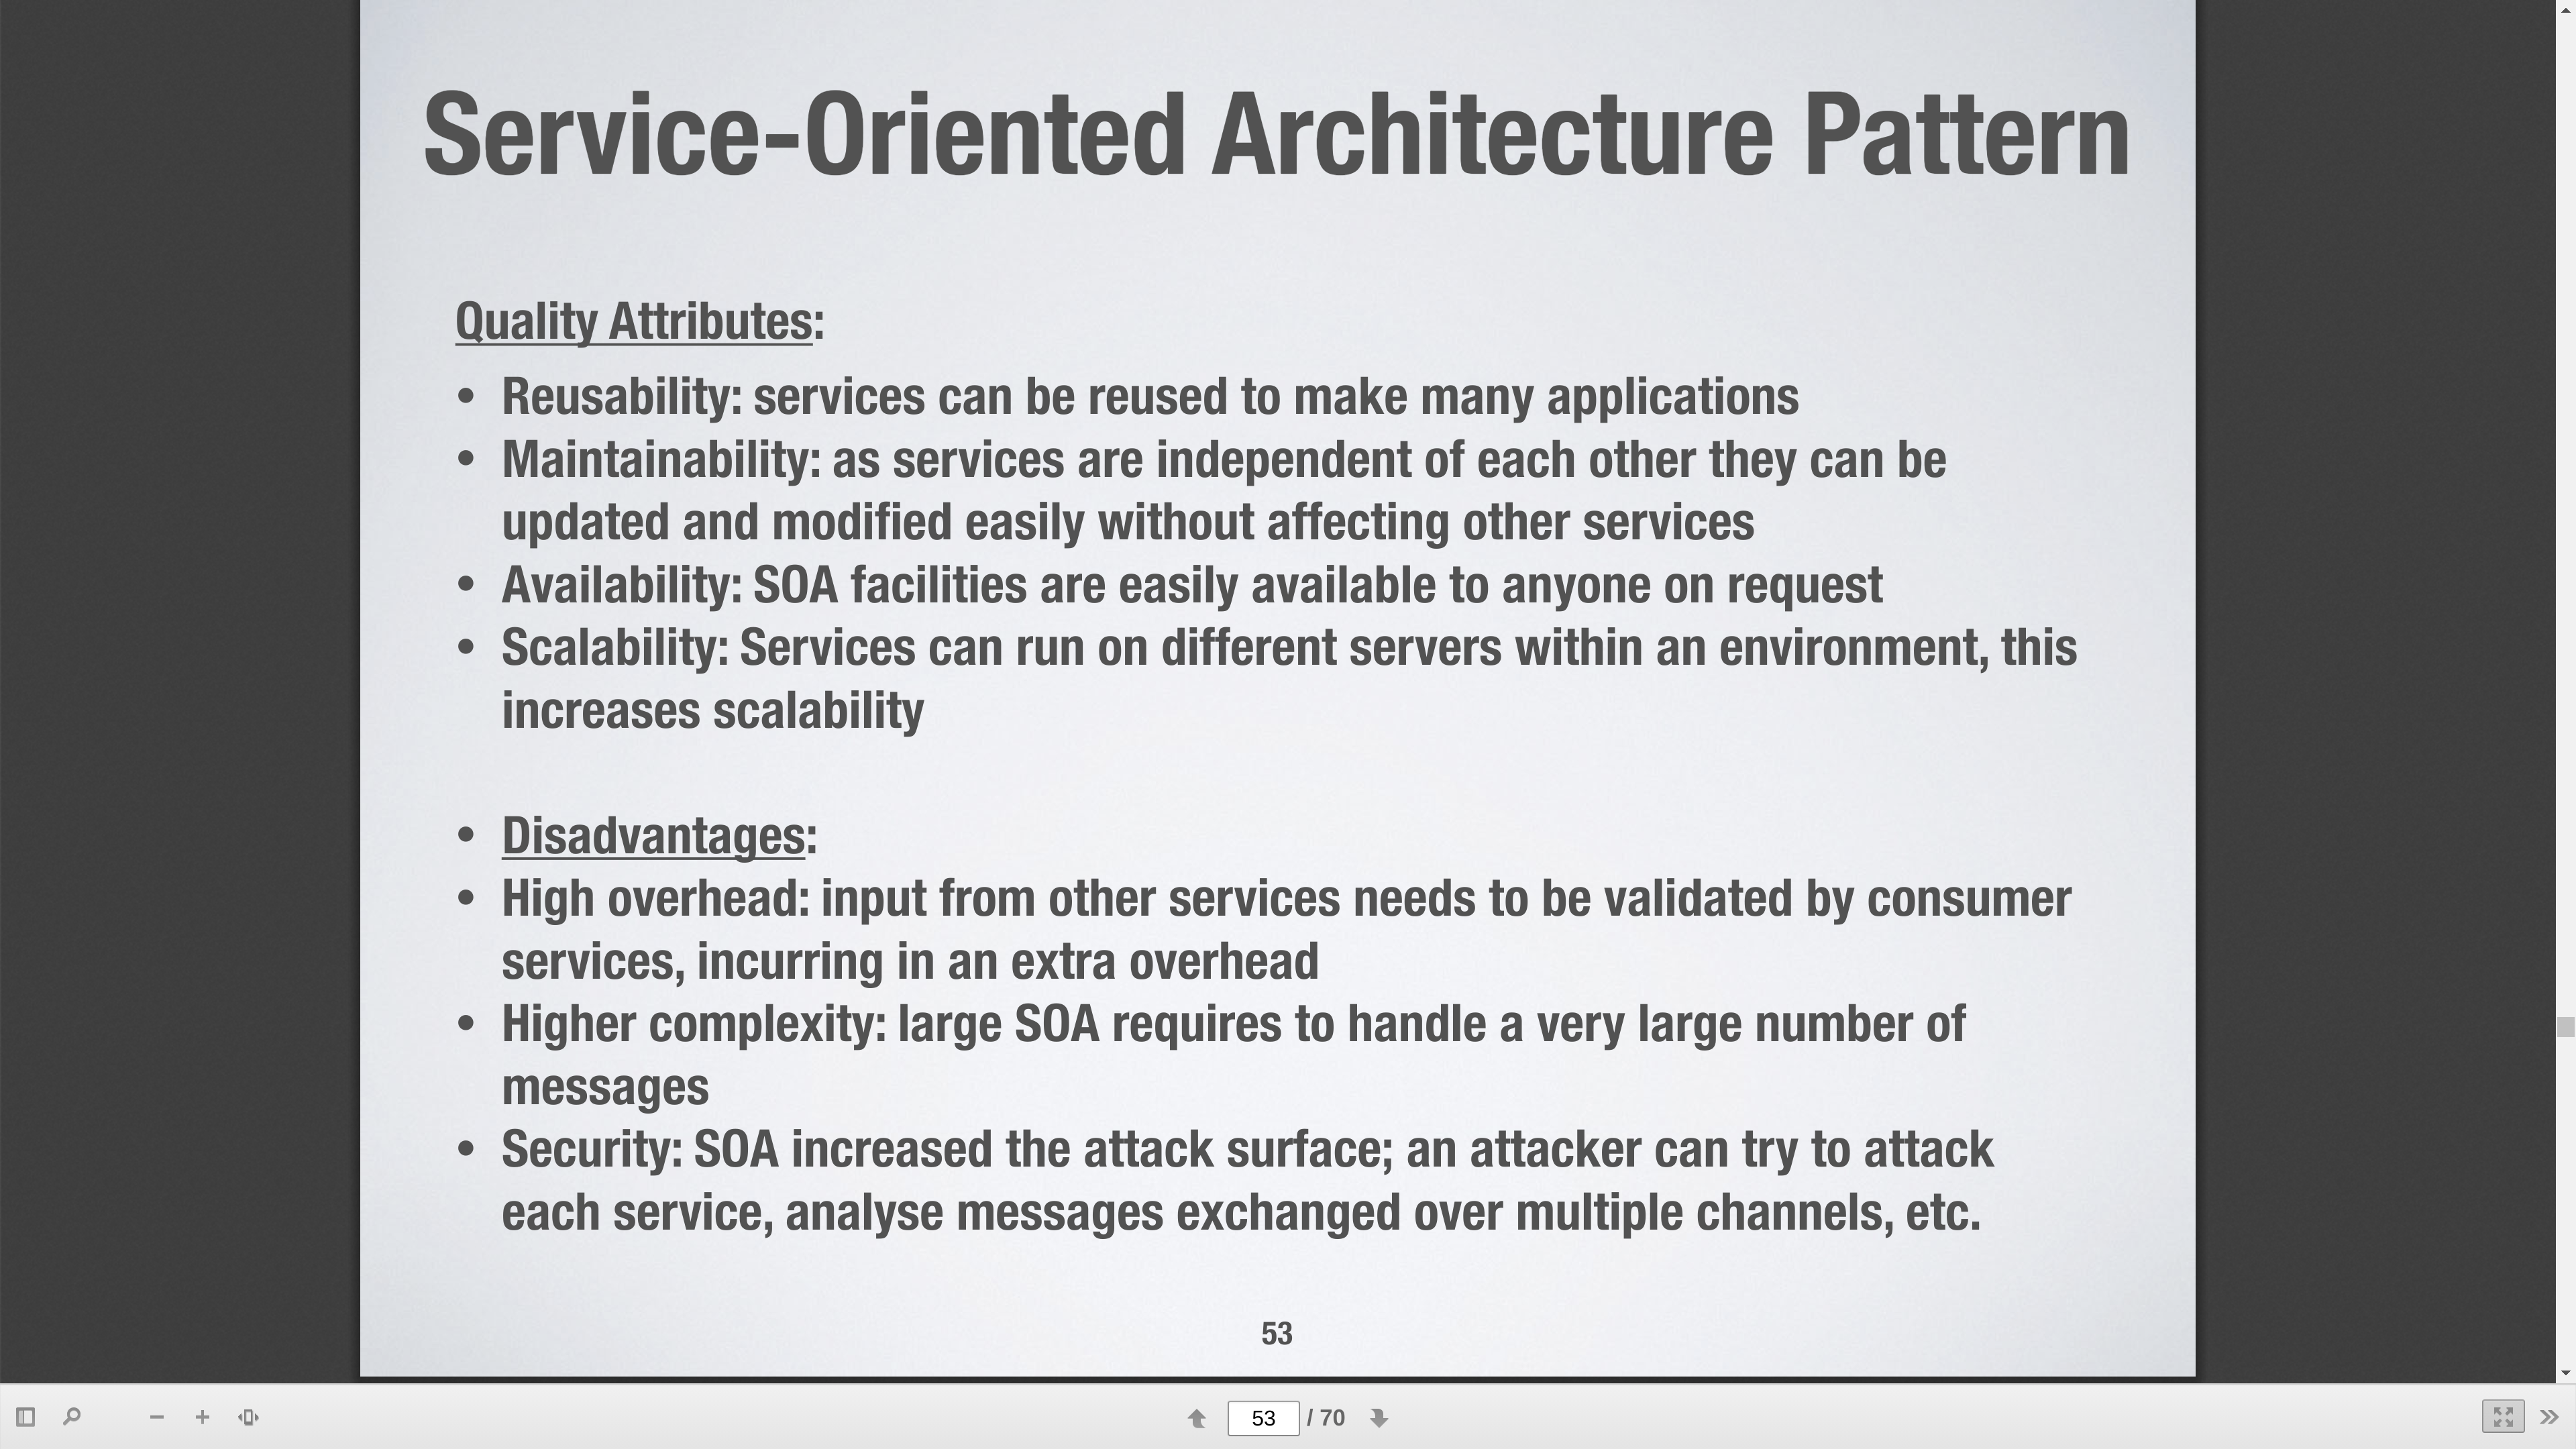 Service-Oriented Architecture Pattern
Quality Attributes:
• Reusability: services can be reused to make many applications
• Maintainability: as services are independent of each other they can be
updated and modified easily without affecting other services
• Availability: SOA facilities are easily available to anyone on request
• Scalability: Services can run on different servers within an environment, this
increases scalability
• Disadvantages:
• High overhead: input from other services needs to be validated by consumer
services, incurring in an extra overhead
• Higher complexity: large SOA requires to handle a very large number of
messages
• Security: SOA increased the attack surface; an attacker can try to attack
each service, analyse messages exchanged over multiple channels, etc.
53
53 / 70